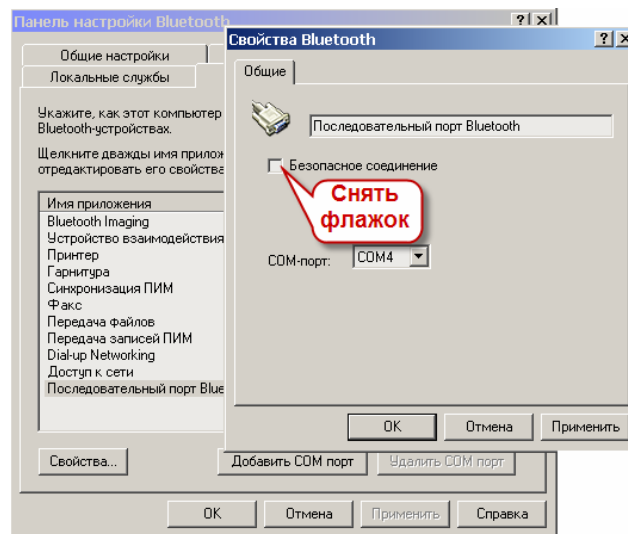 Панель настройки Bluetooth
Общие настройки
Локальные службы
Укажите, как этот компьютер
Bluetooth-устройствах.
Щелкните дважды имя прилож
отредактировать его свойства
Имя приложения
Bluetooth Imaging
Устройство взаимодействия
Принтер
Гарнитура
Синхронизация ПИМ
Факс
Передача файлов
Передача записей ПИМ
Dial-up Networking
Доступ к сети
Последовательный порт Blue
Свойства...
Добавить COM порт
Удалить COM порт
OK
Отмена
Применить
Справка
Свойства Bluetooth
Общие
Последовательный порт Bluetooth
Безопасное соединение
Снять
флажок
COM-порт:
COM4
OK
Отмена
Применить